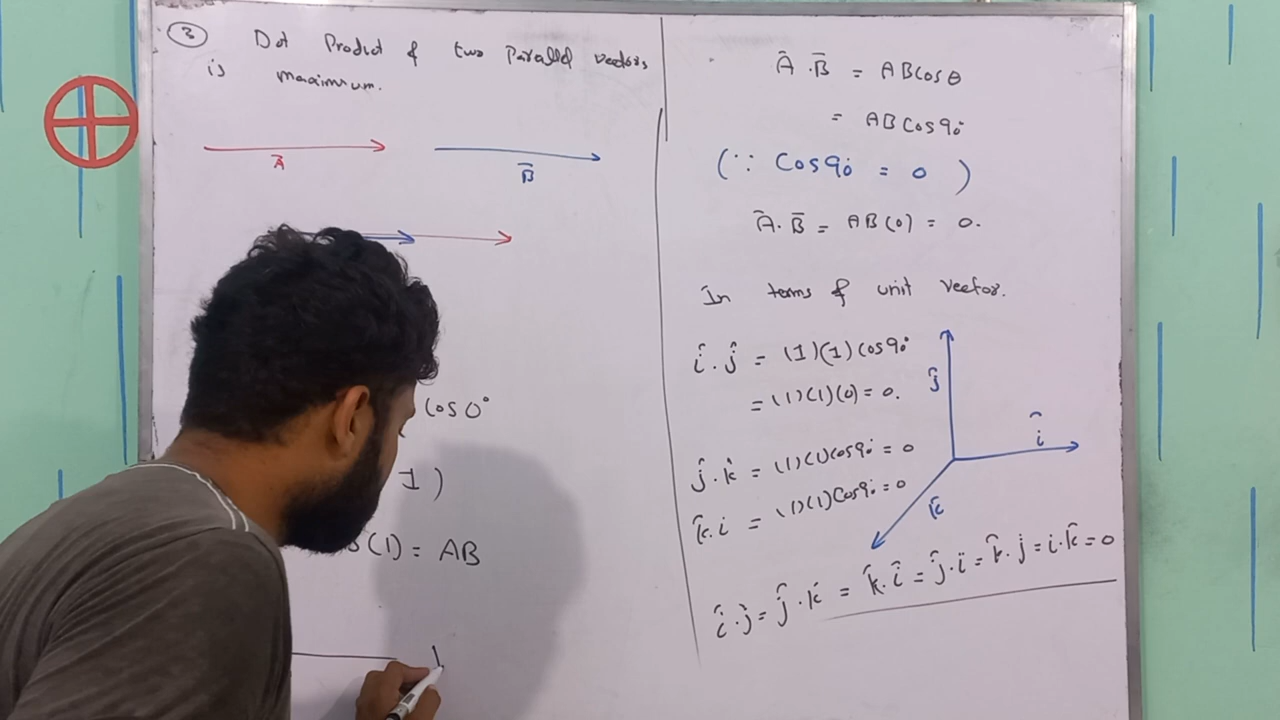 ③ Dot Product of two Parallel vectors
is maximum.
A⃗
B⃗
Cos0°
1)
(1) = AB
A⃗.B⃗ = ABCosθ
= ABCos90°
(∵ Cos90° = 0)
A⃗.B⃗ = AB(0) = 0.
In terms of unit vector.
î.ĵ = (1)(1)cos90°
=(1)(1)(0)=0.
ĵ.k̂ = (1)(1)cos90° = 0
k̂.i = (1)(1)Cos90° = 0
ĵ
î
k̂
î.ĵ = ĵ.k̂ = k̂.î = ĵ.i = k̂.j = i.k̂ = 0